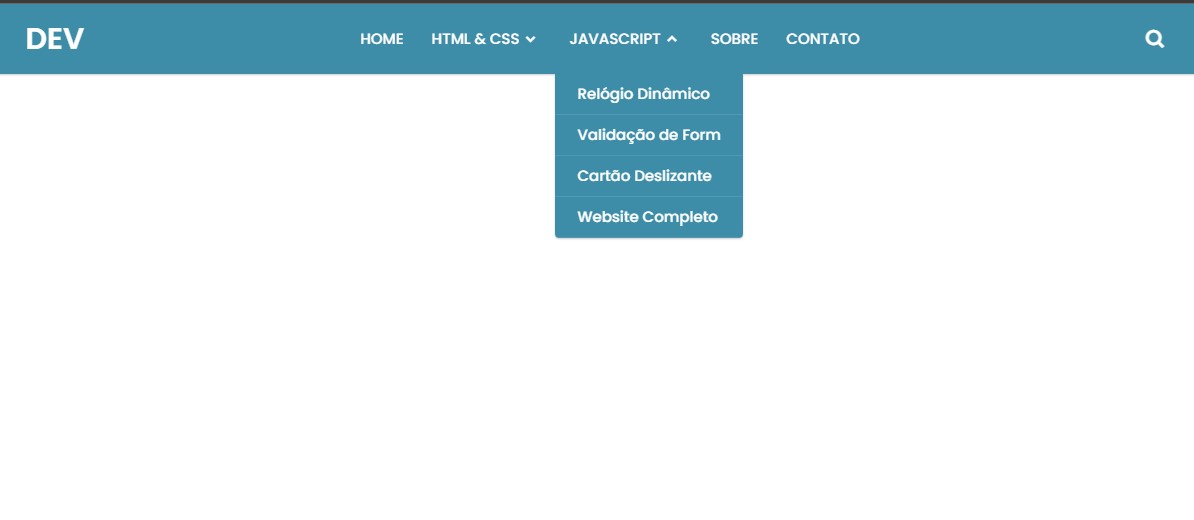 DEV
HOME
HTML & CSS
JAVASCRIPT
SOBRE
CONTATO
Relógio Dinâmico
Validação de Form
Cartão Deslizante
Website Completo